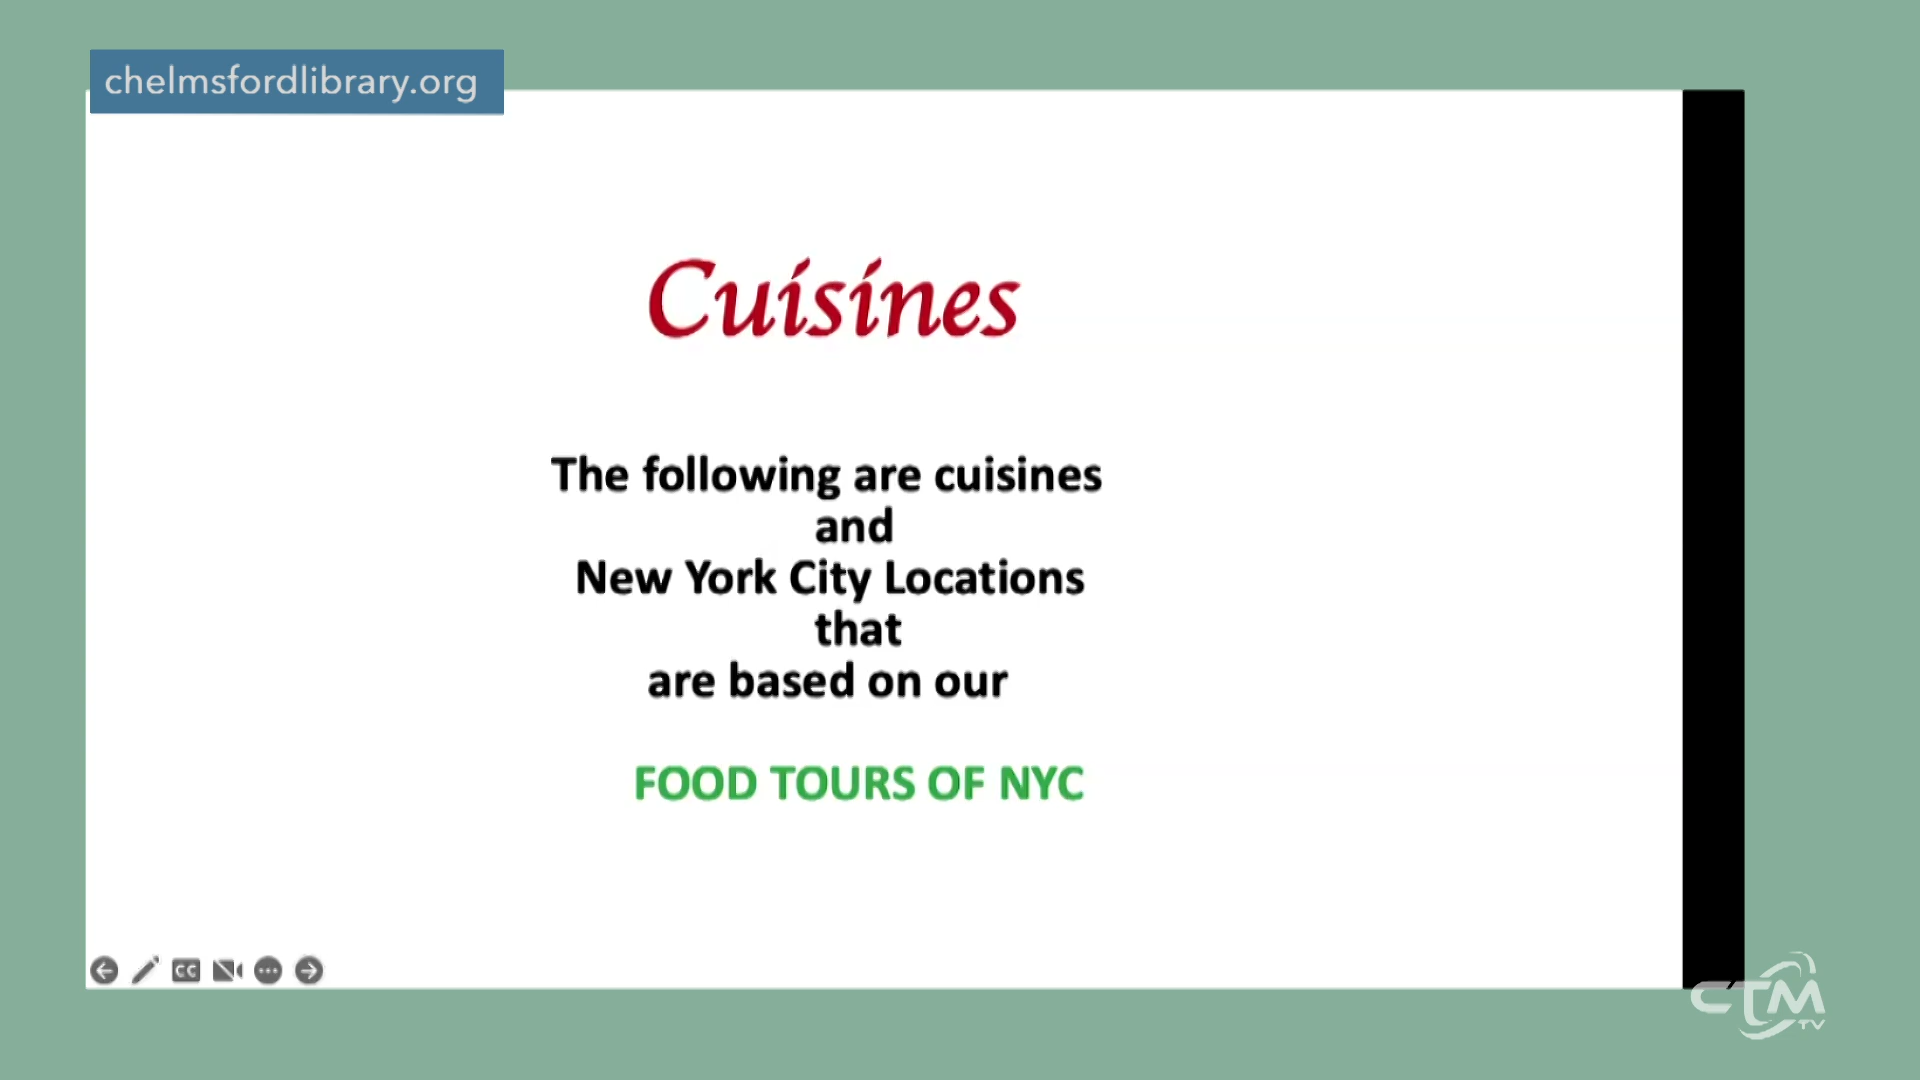 chelmsfordlibrary.org
Cuisines
The following are cuisines
and
New York City Locations
that
are based on our
FOOD TOURS OF NYC
CC
CTM
TV